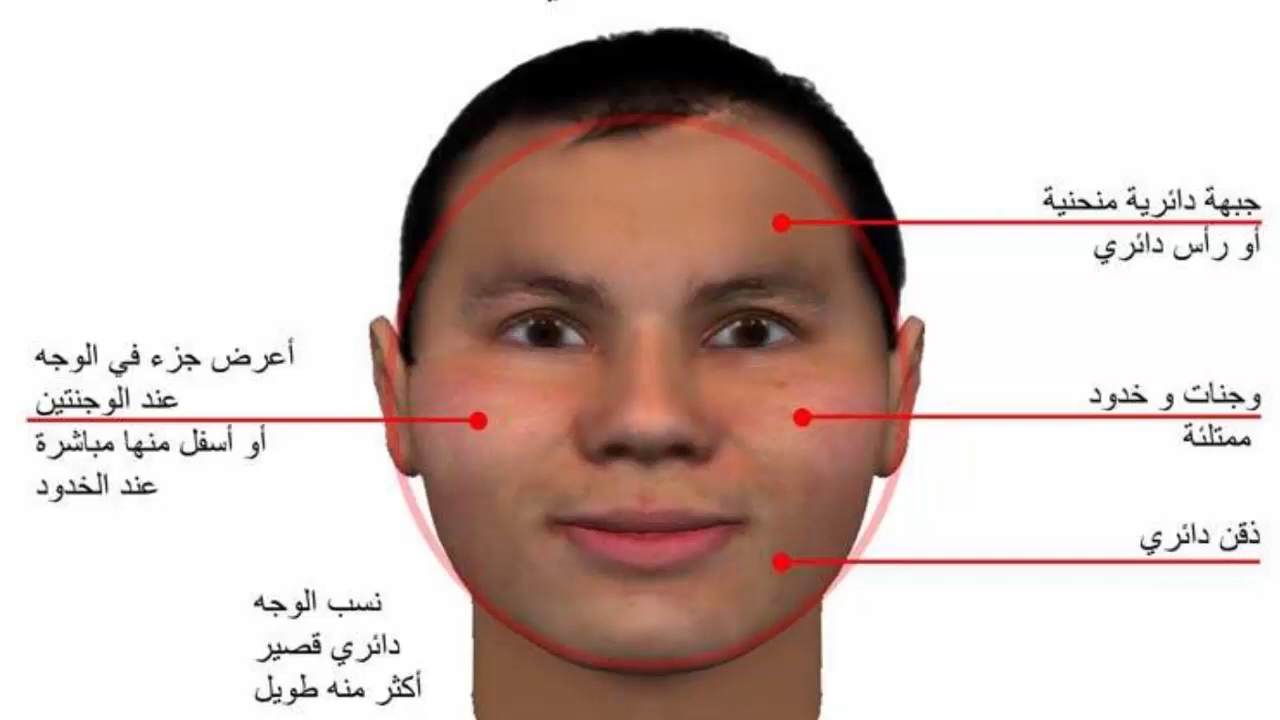 جبهة دائرية منحنية
أو رأس دائري
أعرض جزء في الوجه
عند الوجنتين
أو أسفل منها مباشرة
عند الخدود
وجنات و خدود
ممتلئة
ذقن دائري
نسب الوجه
دائري قصير
أكثر منه طويل